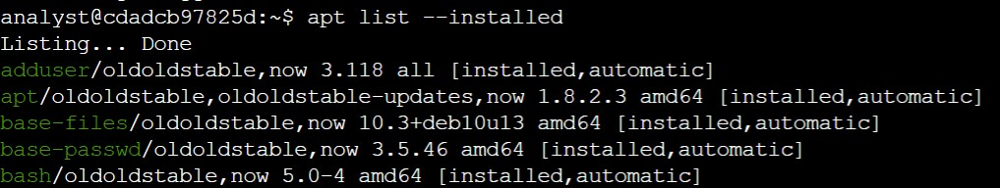 analyst@cdadcb97825d:~$ apt list --installed
Listing... Done
adduser/oldoldstable,now 3.118 all [installed,automatic]
apt/oldoldstable,oldoldstable-updates,now 1.8.2.3 amd64 [installed,automatic]
base-files/oldoldstable,now 10.3+deb10u13 amd64 [installed,automatic]
base-passwd/oldoldstable,now 3.5.46 amd64 [installed,automatic]
bash/oldoldstable,now 5.0-4 amd64 [installed,automatic]